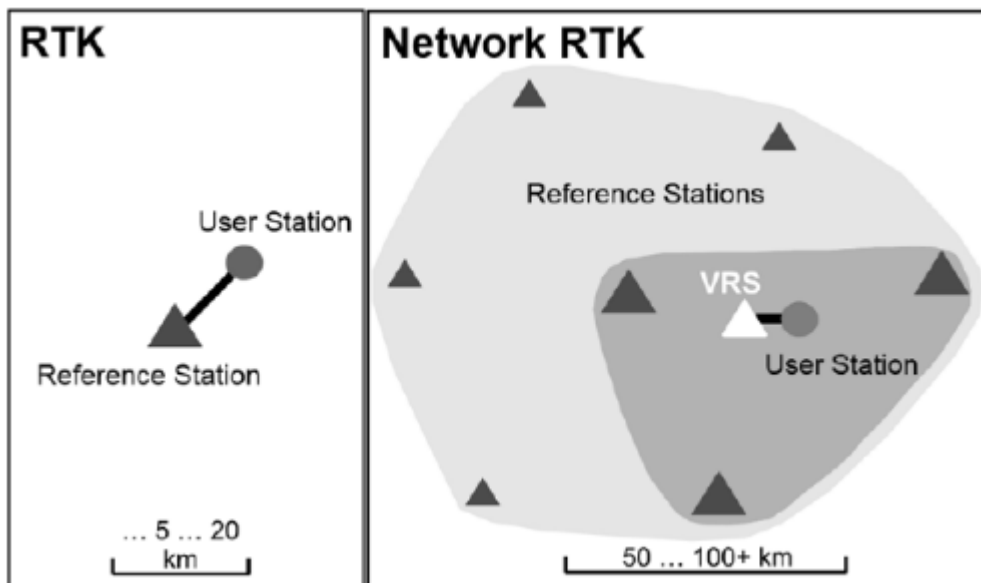 RTK
User Station
Reference Station
... 5 ... 20
km
Network RTK
Reference Stations
VRS
User Station
50 ... 100+ km